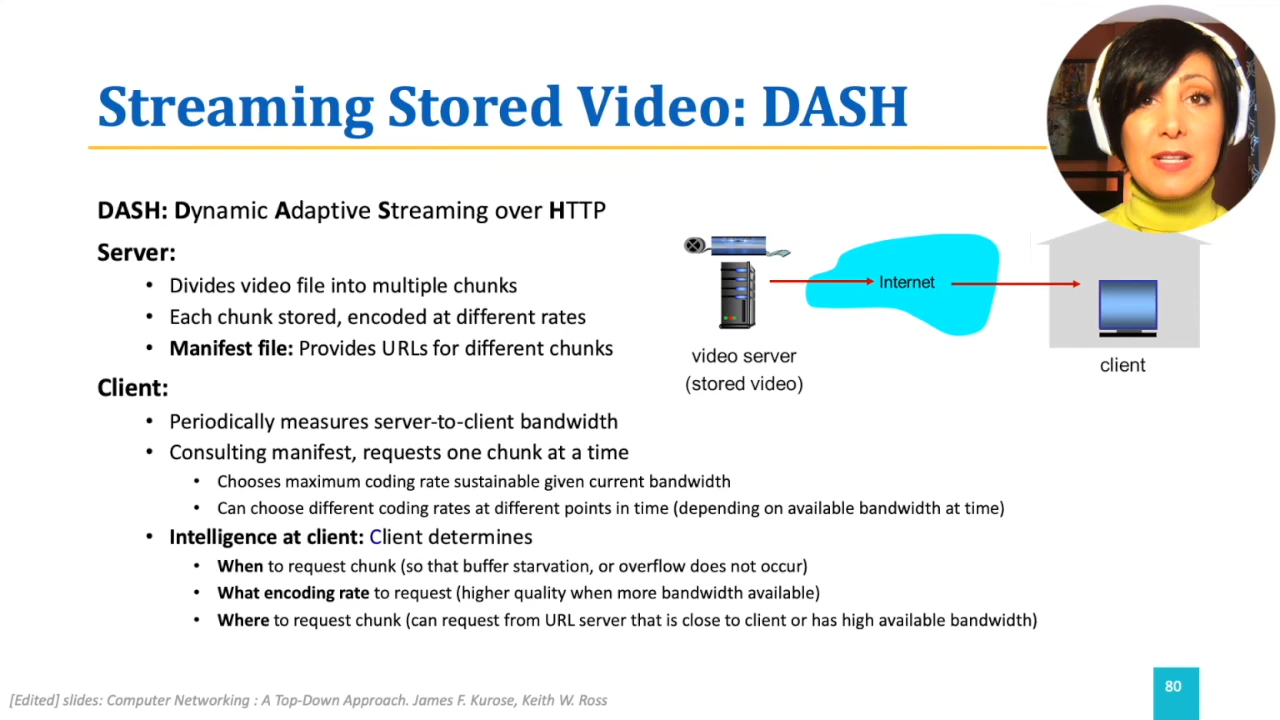 Streaming Stored Video: DASH
DASH: Dynamic Adaptive Streaming over HTTP
Server:
• Divides video file into multiple chunks
• Each chunk stored, encoded at different rates
• Manifest file: Provides URLs for different chunks
Client:
• Periodically measures server-to-client bandwidth
• Consulting manifest, requests one chunk at a time
• Chooses maximum coding rate sustainable given current bandwidth
• Can choose different coding rates at different points in time (depending on available bandwidth at time)
• Intelligence at client: Client determines
• When to request chunk (so that buffer starvation, or overflow does not occur)
• What encoding rate to request (higher quality when more bandwidth available)
• Where to request chunk (can request from URL server that is close to client or has high available bandwidth)
Internet
video server
(stored video)
client
[Edited] slides: Computer Networking : A Top-Down Approach. James F. Kurose, Keith W. Ross
80